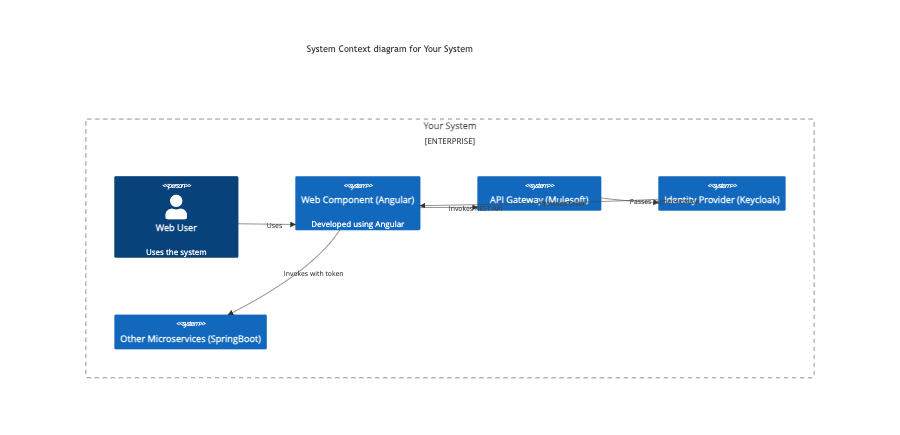 System Context diagram for Your System
Your System
[ENTERPRISE]
<<person>>
Web User
Uses the system
<<system>>
Web Component (Angular)
Developed using Angular
<<system>>
API Gateway (Mulesoft)
<<system>>
Identity Provider (Keycloak)
Uses
Invokes REST API
Passes
Invokes with token
<<system>>
Other Microservices (SpringBoot)